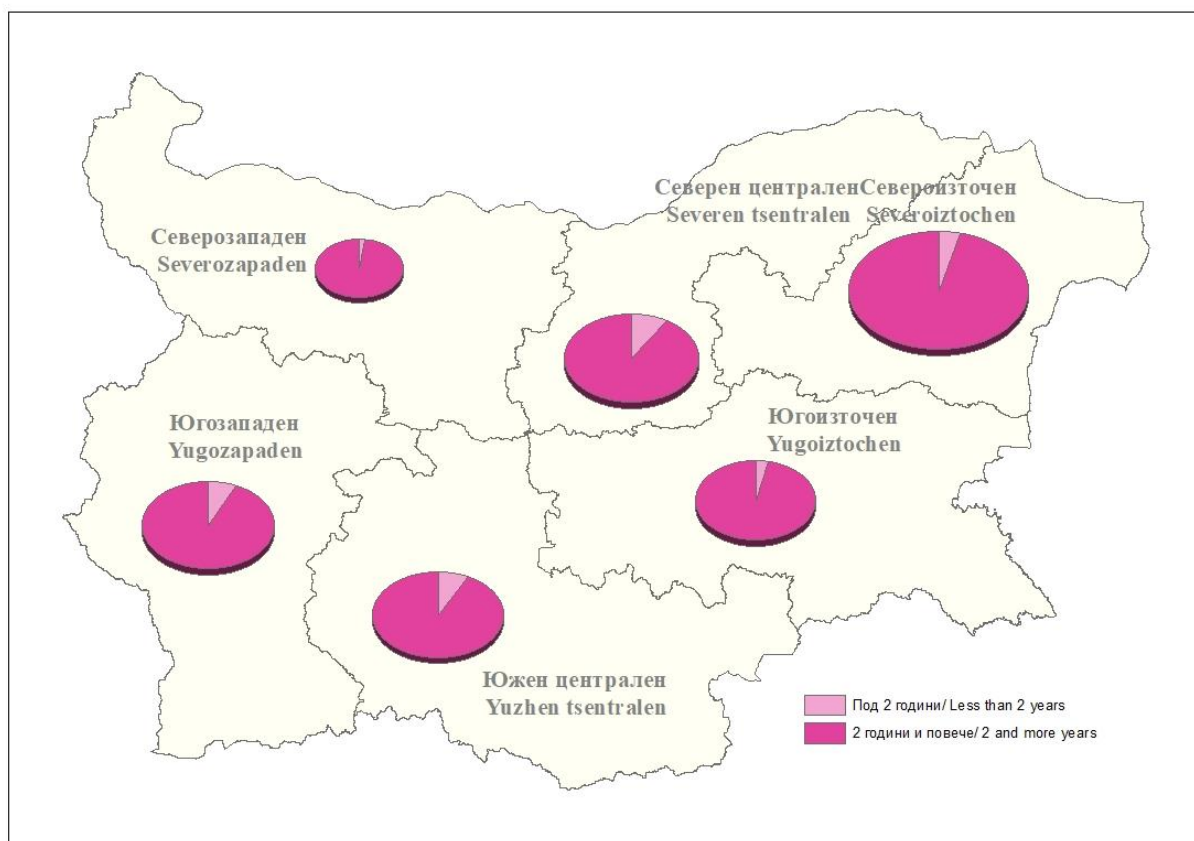 Северен централен
Severen tsentralen
Североизточен
Severoiztochen
Северозападен
Severozapaden
Югозападен
Yugozapaden
Югоизточен
Yugoiztochen
Южен централен
Yuzhen tsentralen
Под 2 години/ Less than 2 years
2 години и повече/ 2 and more years